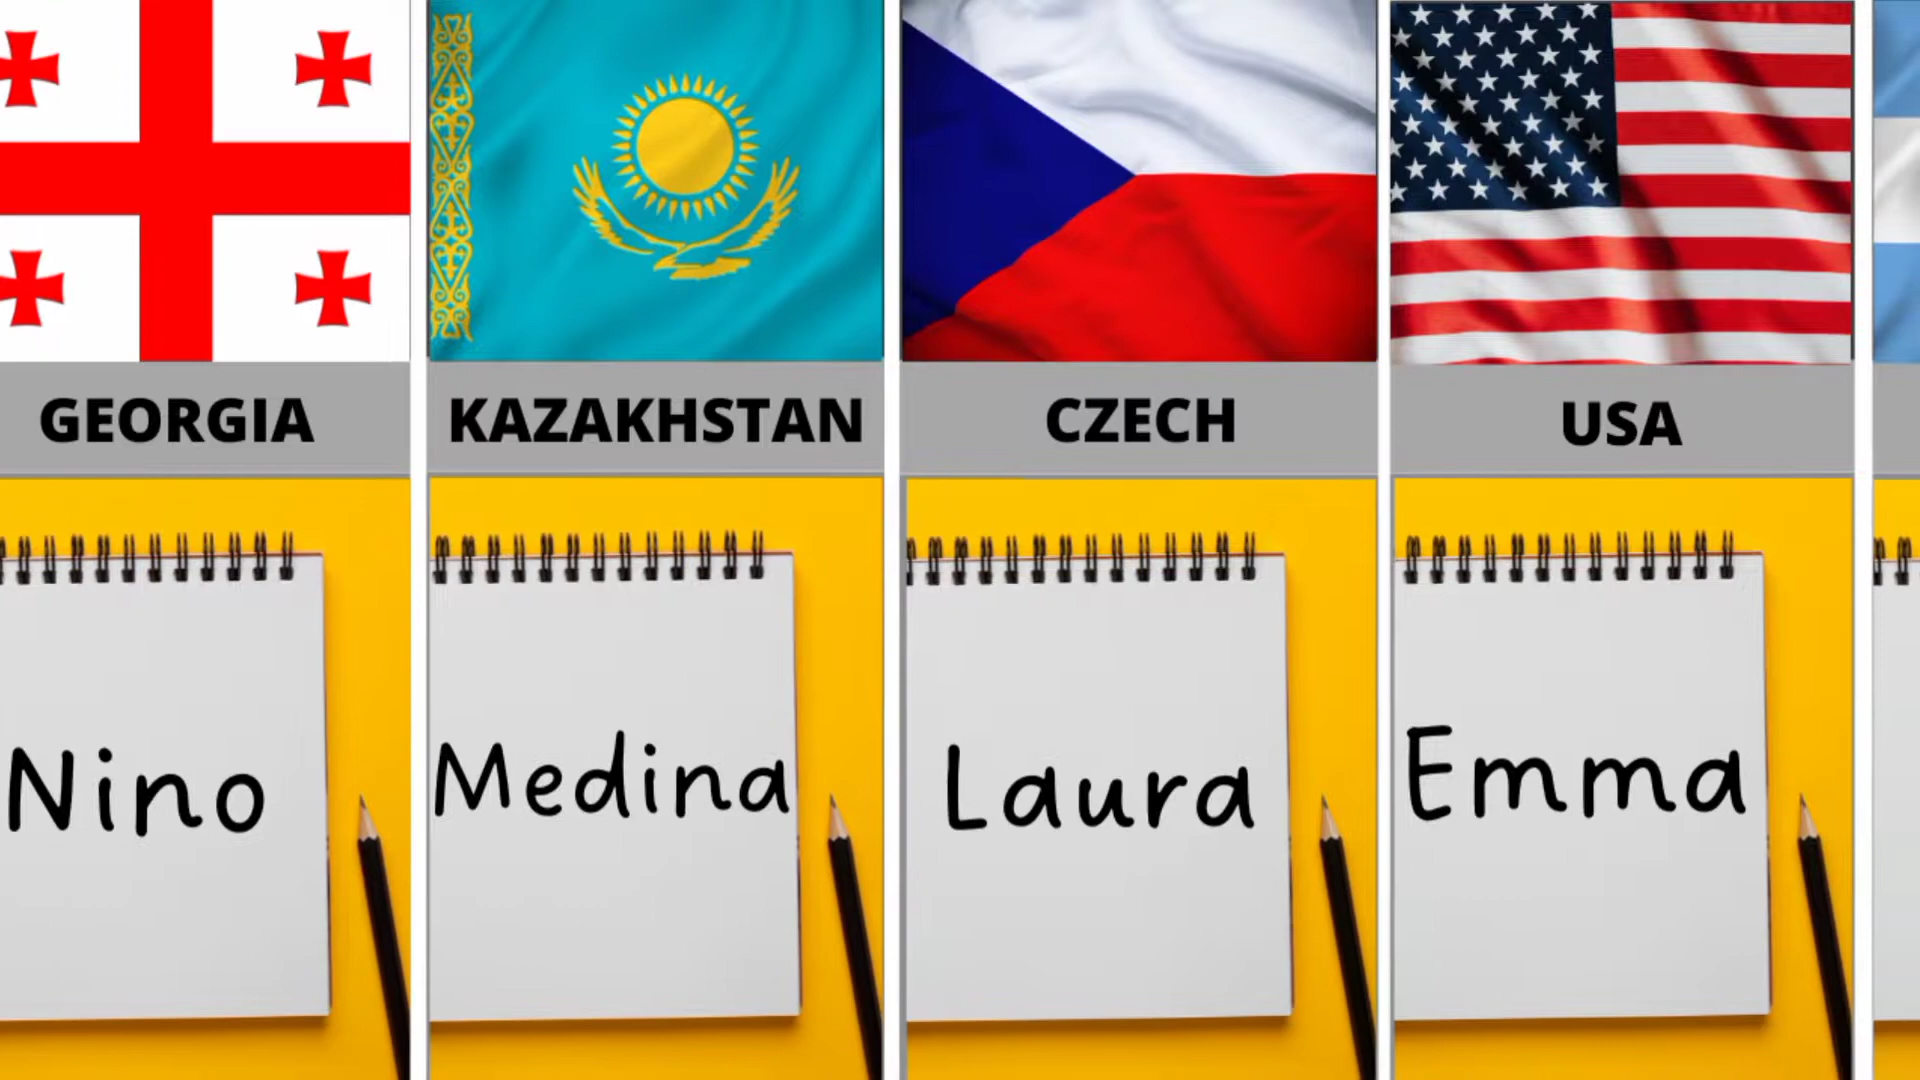 GEORGIA
KAZAKHSTAN
CZECH
USA
Nino
Medina
Laura
Emma